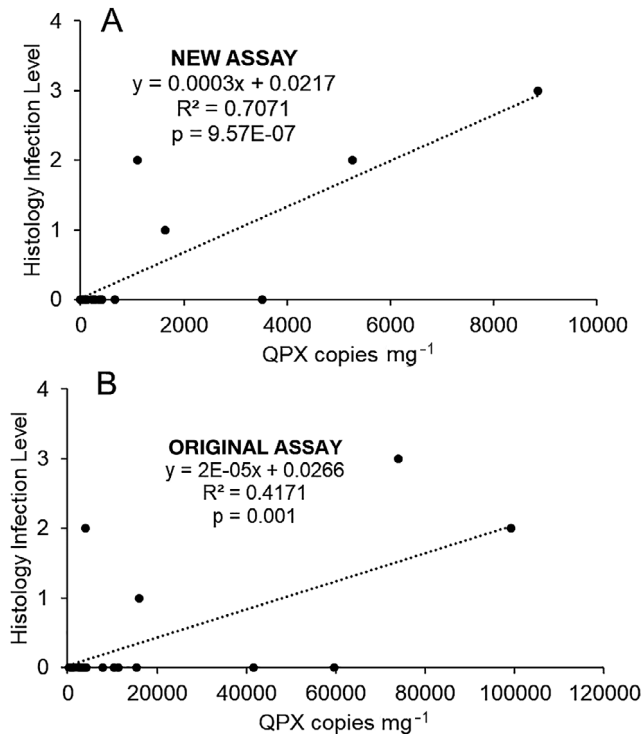 A
NEW ASSAY
y = 0.0003x + 0.0217
R² = 0.7071
p = 9.57E-07
Histology Infection Level
4
3
2
1
0
0 2000 4000 6000 8000 10000
QPX copies mg⁻¹
B
ORIGINAL ASSAY
y = 2E-05x + 0.0266
R² = 0.4171
p = 0.001
Histology Infection Level
4
3
2
1
0
0 20000 40000 60000 80000 100000 120000
QPX copies mg⁻¹